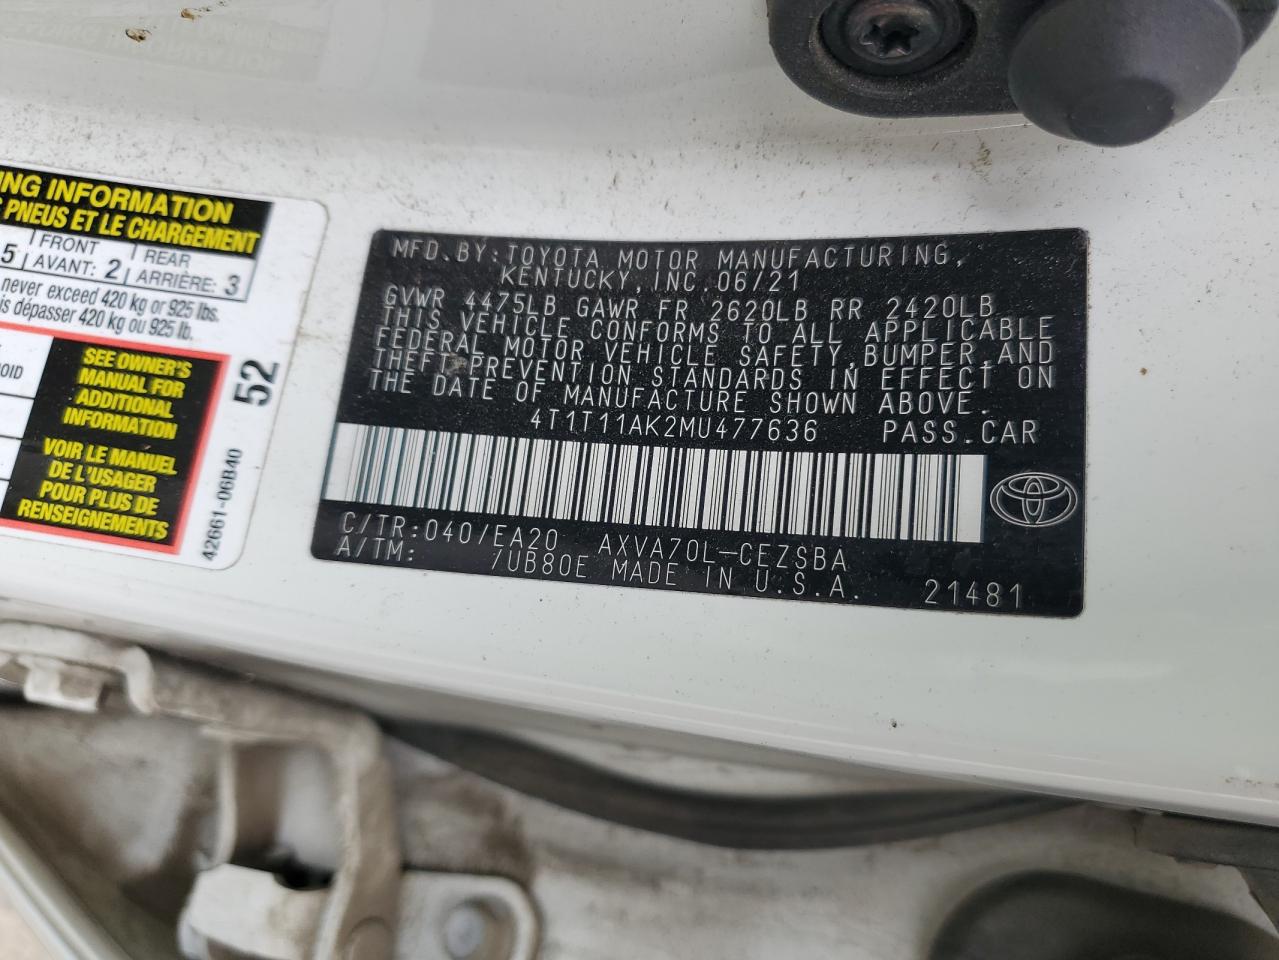 NG INFORMATION
PNEUS ET LE CHARGEMENT
5 FRONT AVANT: 2 REAR ARRIÈRE: 3
never exceed 420 kg or 925 lbs.
is dépasser 420 kg ou 925 lb.
SEE OWNER'S
MANUAL FOR
ADDITIONAL
INFORMATION
VOIR LE MANUEL
DE L'USAGER
POUR PLUS DE
RENSEIGNEMENTS
52
42661-06B40
MFD.BY:TOYOTA MOTOR MANUFACTURING,
KENTUCKY,INC.06/21
GVWR 4475LB GAWR FR 2620LB RR 2420LB
THIS VEHICLE CONFORMS TO ALL APPLICABLE
FEDERAL MOTOR VEHICLE SAFETY,BUMPER,AND
THEFT PREVENTION STANDARDS IN EFFECT ON
THE DATE OF MANUFACTURE SHOWN ABOVE.
4T1T11AK2MU477636 PASS.CAR
C/TR:040/EA20 AXVA70L-CEZSBA
A/TM: /UB80E MADE IN U.S.A. 21481